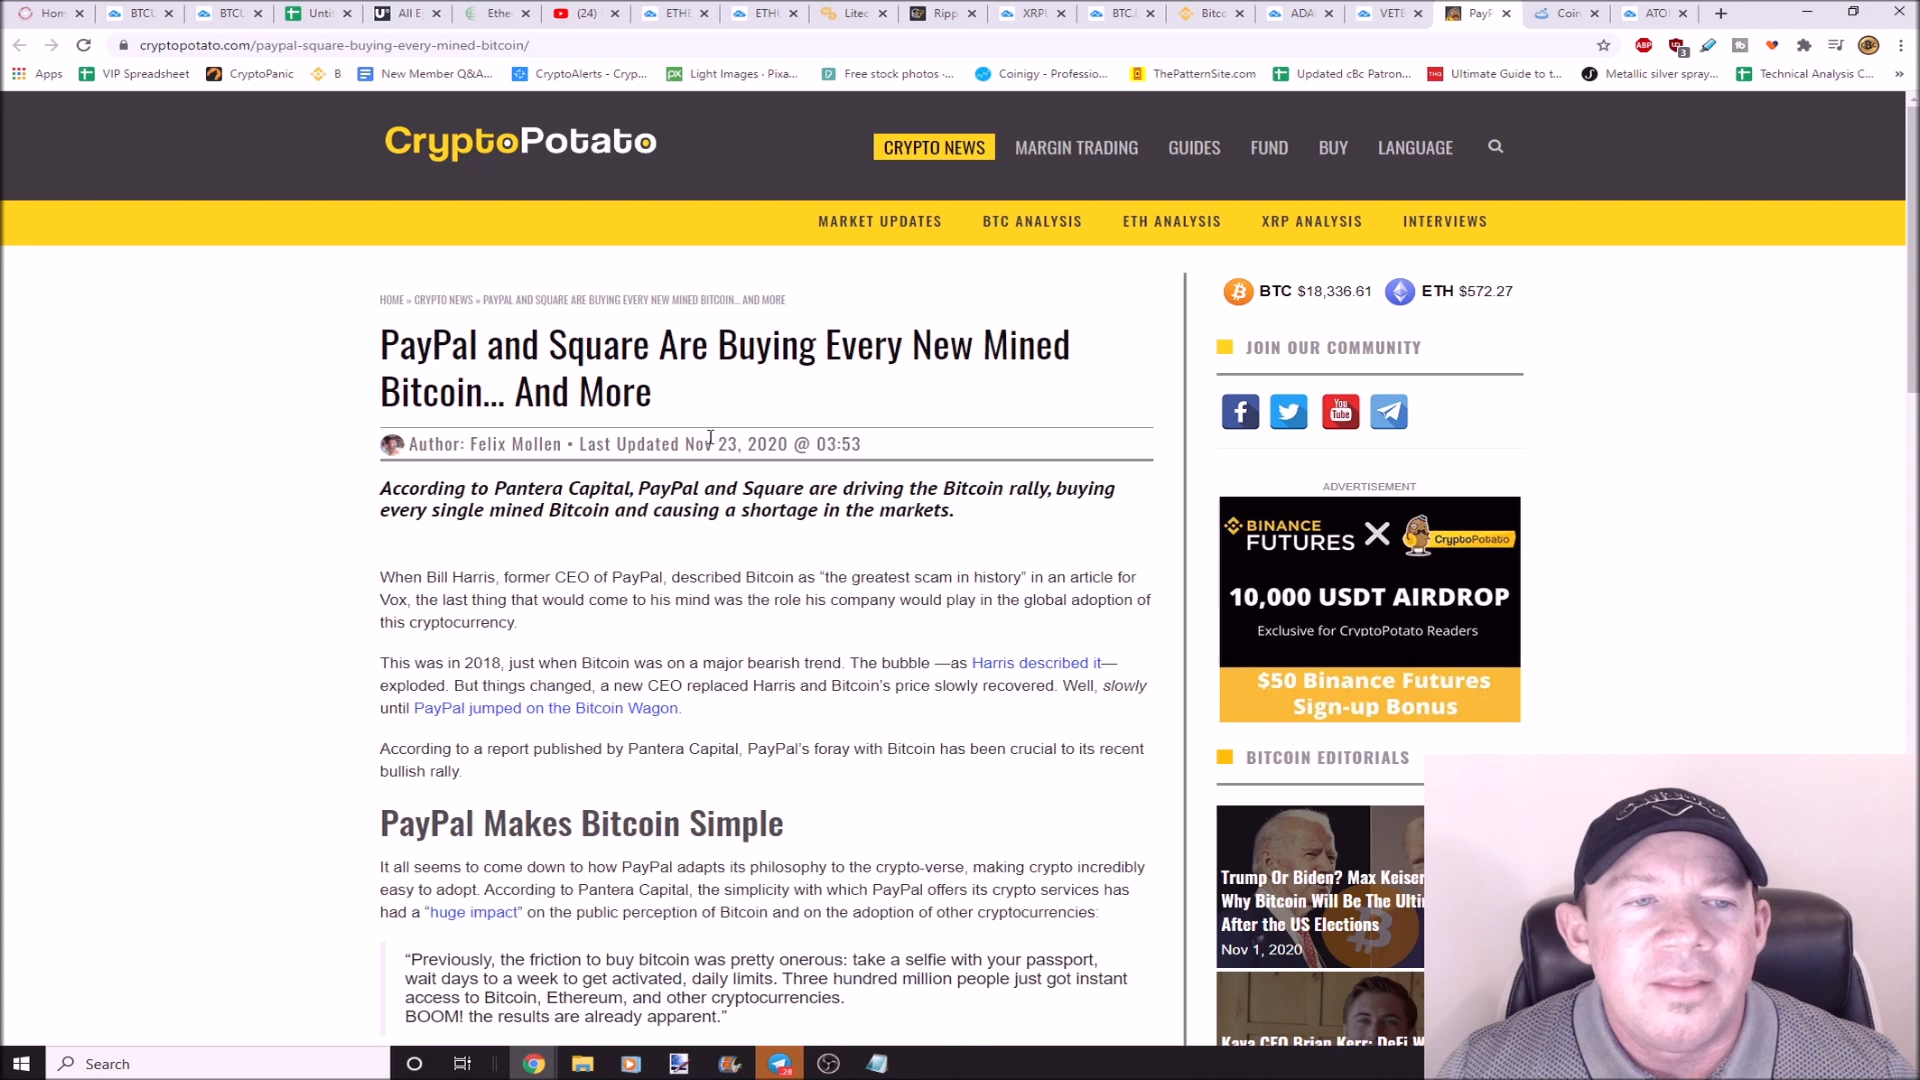 Hom
BTCU
BTCU
Unti
All E
Ethe
(24)
ETHE
ETHU
Litec
Ripp
XRPU
BTC.
Bitcc
ADA
VETE
PayP
Coin
ATO
cryptopotato.com/paypal-square-buying-every-mined-bitcoin/
Apps
VIP Spreadsheet
CryptoPanic
B
New Member Q&A...
CryptoAlerts - Cryp...
Light Images · Pixa...
Free stock photos ·...
Coinigy - Professio...
ThePatternSite.com
Updated cBc Patron...
Ultimate Guide to t...
Metallic silver spray...
Technical Analysis C...
CryptoPotato
CRYPTO NEWS
MARGIN TRADING
GUIDES
FUND
BUY
LANGUAGE
MARKET UPDATES
BTC ANALYSIS
ETH ANALYSIS
XRP ANALYSIS
INTERVIEWS
HOME » CRYPTO NEWS » PAYPAL AND SQUARE ARE BUYING EVERY NEW MINED BITCOIN... AND MORE
PayPal and Square Are Buying Every New Mined
Bitcoin... And More
Author: Felix Mollen • Last Updated Nov 23, 2020 @ 03:53
According to Pantera Capital, PayPal and Square are driving the Bitcoin rally, buying
every single mined Bitcoin and causing a shortage in the markets.
When Bill Harris, former CEO of PayPal, described Bitcoin as “the greatest scam in history” in an article for
Vox, the last thing that would come to his mind was the role his company would play in the global adoption of
this cryptocurrency.
This was in 2018, just when Bitcoin was on a major bearish trend. The bubble —as Harris described it—
exploded. But things changed, a new CEO replaced Harris and Bitcoin’s price slowly recovered. Well, slowly
until PayPal jumped on the Bitcoin Wagon.
According to a report published by Pantera Capital, PayPal’s foray with Bitcoin has been crucial to its recent
bullish rally.
PayPal Makes Bitcoin Simple
It all seems to come down to how PayPal adapts its philosophy to the crypto-verse, making crypto incredibly
easy to adopt. According to Pantera Capital, the simplicity with which PayPal offers its crypto services has
had a “huge impact” on the public perception of Bitcoin and on the adoption of other cryptocurrencies:
“Previously, the friction to buy bitcoin was pretty onerous: take a selfie with your passport,
wait days to a week to get activated, daily limits. Three hundred million people just got instant
access to Bitcoin, Ethereum, and other cryptocurrencies.
BOOM! the results are already apparent.”
BTC $18,336.61
ETH $572.27
JOIN OUR COMMUNITY
You
Tube
ADVERTISEMENT
BINANCE
FUTURES
X
CryptoPotato
10,000 USDT AIRDROP
Exclusive for CryptoPotato Readers
$50 Binance Futures
Sign-up Bonus
BITCOIN EDITORIALS
Trump Or Biden? Max Keiser
Why Bitcoin Will Be The Ulti
After the US Elections
Nov 1, 2020
Kava CEO Brian Kerr: DeFi W
Search
28